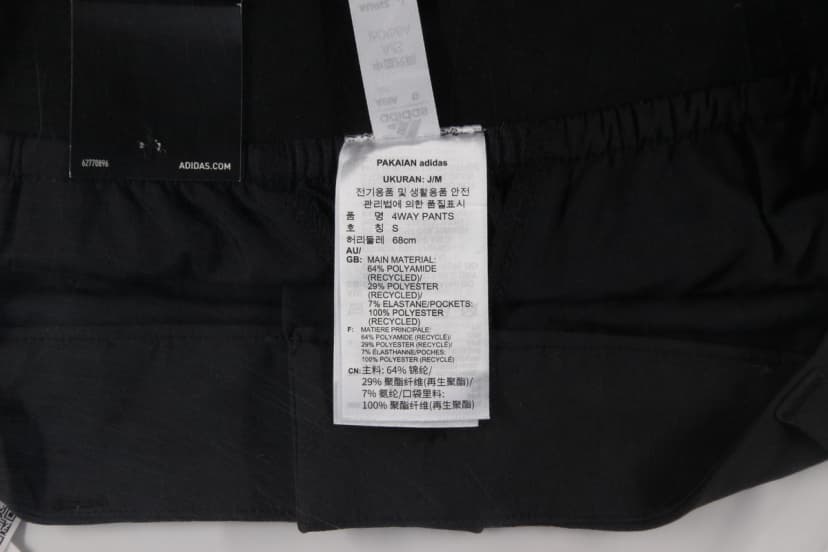 62770896
ADIDAS.COM
PAKAIAN adidas
UKURAN: J/M
전기용품 및 생활용품 안전
관리법에 의한 품질표시
품 명 4WAY PANTS
호 칭 S
허리둘레 68cm
AU/
GB: MAIN MATERIAL:
64% POLYAMIDE
(RECYCLED)/
29% POLYESTER
(RECYCLED)/
7% ELASTANE/POCKETS:
100% POLYESTER
(RECYCLED)
F: MATIERE PRINCIPALE:
64% POLYAMIDE (RECYCLÉ)/
29% POLYESTER (RECYCLÉ)/
7% ÉLASTHANNE/POCHES:
100% POLYESTER (RECYCLÉ)
CN: 主料: 64% 锦纶/
29% 聚酯纤维(再生聚酯)/
7% 氨纶/口袋里料:
100% 聚酯纤维(再生聚酯)